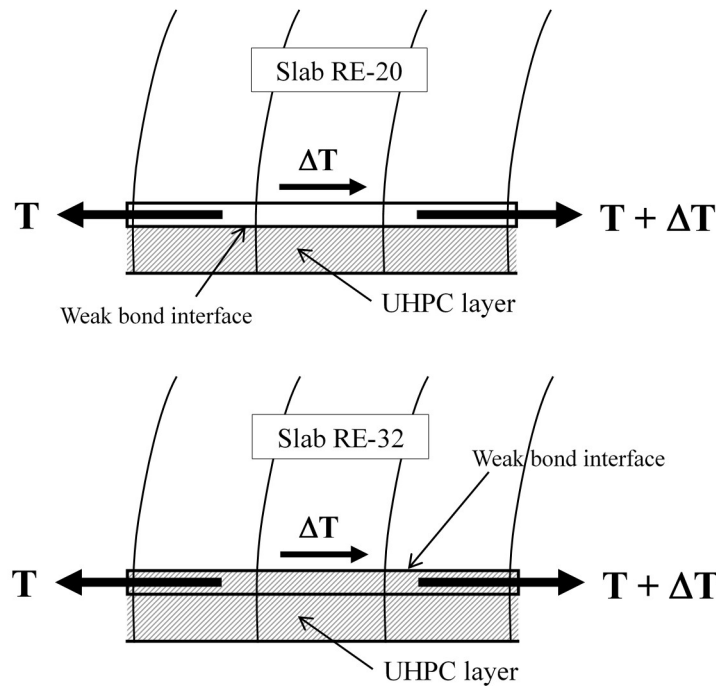 Slab RE-20
ΔT
T
T + ΔT
Weak bond interface
UHPC layer
Slab RE-32
Weak bond interface
ΔT
T
T + ΔT
UHPC layer